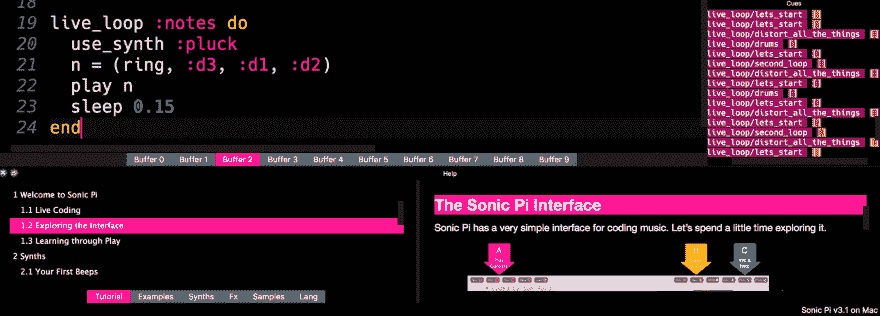 18
19 live_loop :notes do
20 use_synth :pluck
21 n = (ring, :d3, :d1, :d2)
22 play n
23 sleep 0.15
24 end
Buffer 0 Buffer 1 Buffer 2 Buffer 3 Buffer 4 Buffer 5 Buffer 6 Buffer 7 Buffer 8 Buffer 9
Cues
live_loop/lets_start
live_loop/lets_start
live_loop/distort_all_the_things
live_loop/drums
live_loop/lets_start
live_loop/second_loop
live_loop/distort_all_the_things
live_loop/lets_start
live_loop/drums
live_loop/lets_start
live_loop/distort_all_the_things
live_loop/lets_start
live_loop/second_loop
live_loop/distort_all_the_things
live_loop/lets_start
Help
1 Welcome to Sonic Pi
1.1 Live Coding
1.2 Exploring the Interface
1.3 Learning through Play
2 Synths
2.1 Your First Beeps
Tutorial Examples Synths Fx Samples Lang
The Sonic Pi Interface
Sonic Pi has a very simple interface for coding music. Let's spend a little time exploring it.
A
C
Sonic Pi v3.1 on Mac